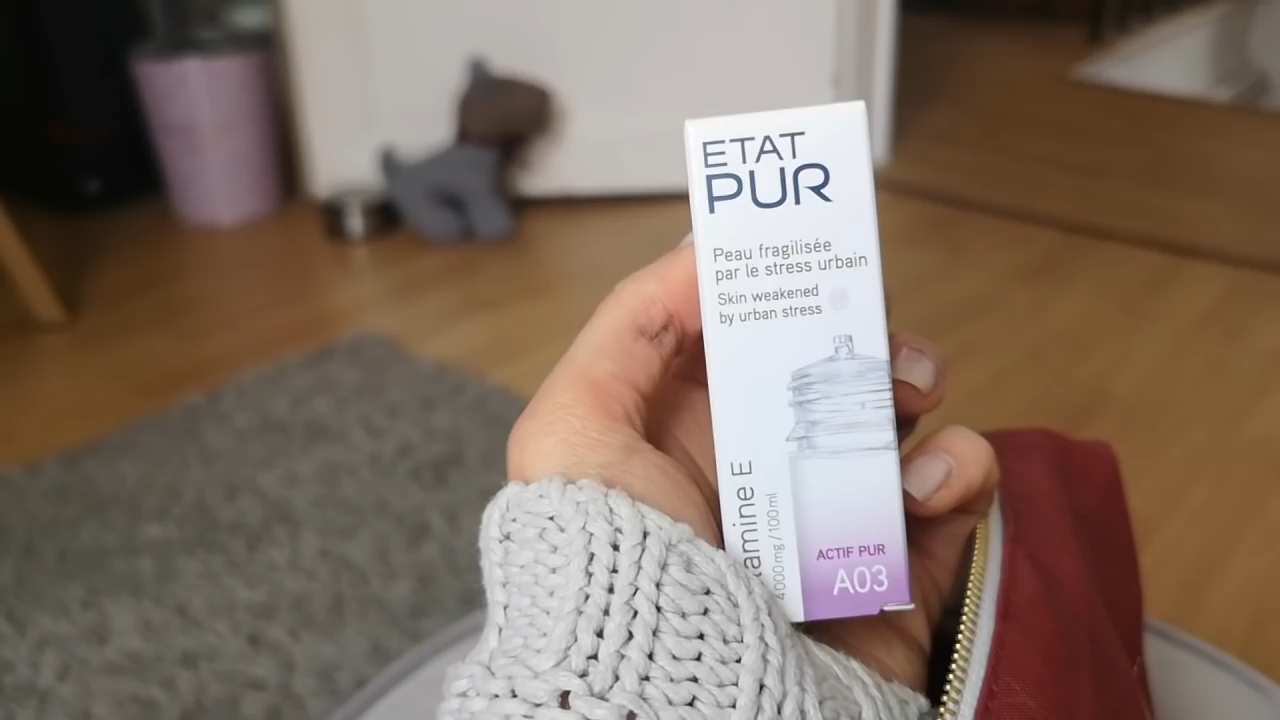 ETAT
PUR
Peau fragilisée
par le stress urbain
Skin weakened
by urban stress
amine E
4000mg/100ml
ACTIF PUR
A03